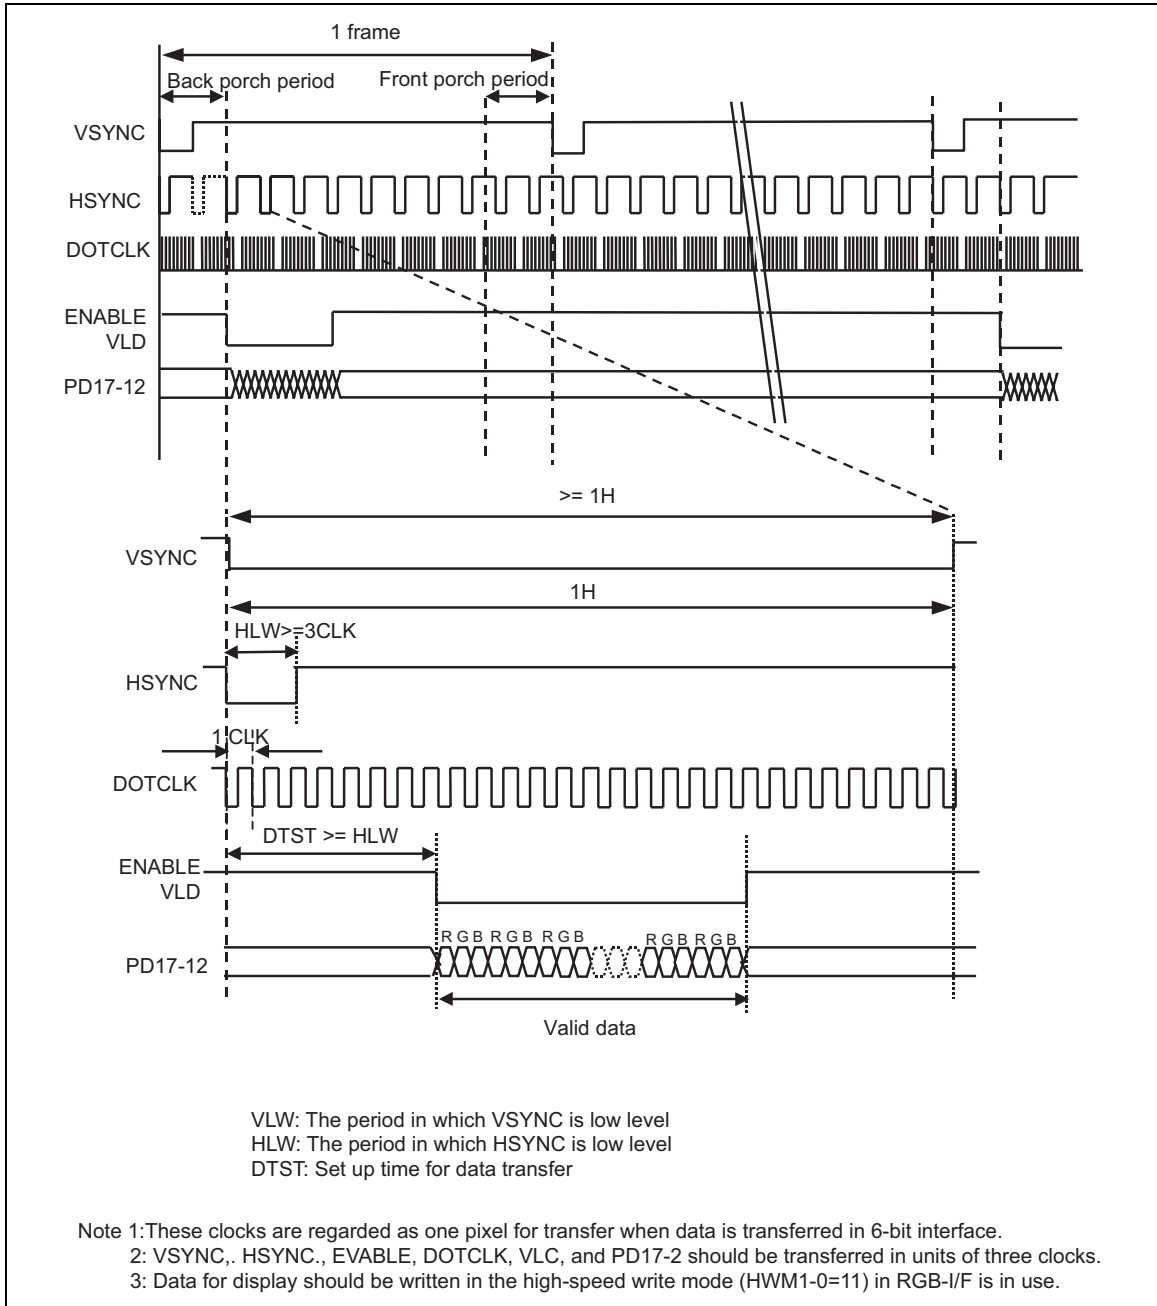 1 frame
Back porch period
Front porch period
VSYNC
HSYNC
DOTCLK
ENABLE
VLD
PD17-12
>= 1H
VSYNC
1H
HLW>=3CLK
HSYNC
1 CLK
DOTCLK
DTST >= HLW
ENABLE
VLD
R G B R G B R G B R G B R G B
PD17-12
Valid data
VLW: The period in which VSYNC is low level
HLW: The period in which HSYNC is low level
DTST: Set up time for data transfer
Note 1:These clocks are regarded as one pixel for transfer when data is transferred in 6-bit interface.
2: VSYNC,. HSYNC., EVABLE, DOTCLK, VLC, and PD17-2 should be transferred in units of three clocks.
3: Data for display should be written in the high-speed write mode (HWM1-0=11) in RGB-I/F is in use.